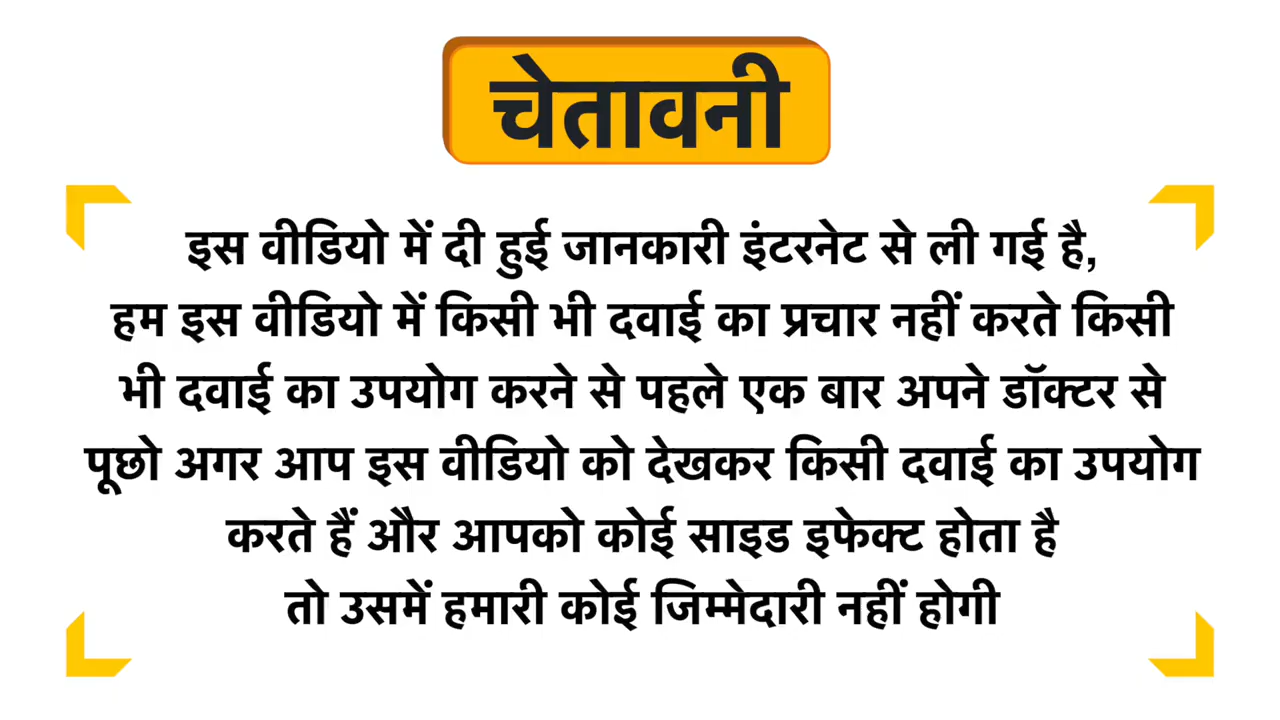 चेतावनी
इस वीडियो में दी हुई जानकारी इंटरनेट से ली गई है,
हम इस वीडियो में किसी भी दवाई का प्रचार नहीं करते किसी
भी दवाई का उपयोग करने से पहले एक बार अपने डॉक्टर से
पूछो अगर आप इस वीडियो को देखकर किसी दवाई का उपयोग
करते हैं और आपको कोई साइड इफेक्ट होता है
तो उसमें हमारी कोई जिम्मेदारी नहीं होगी